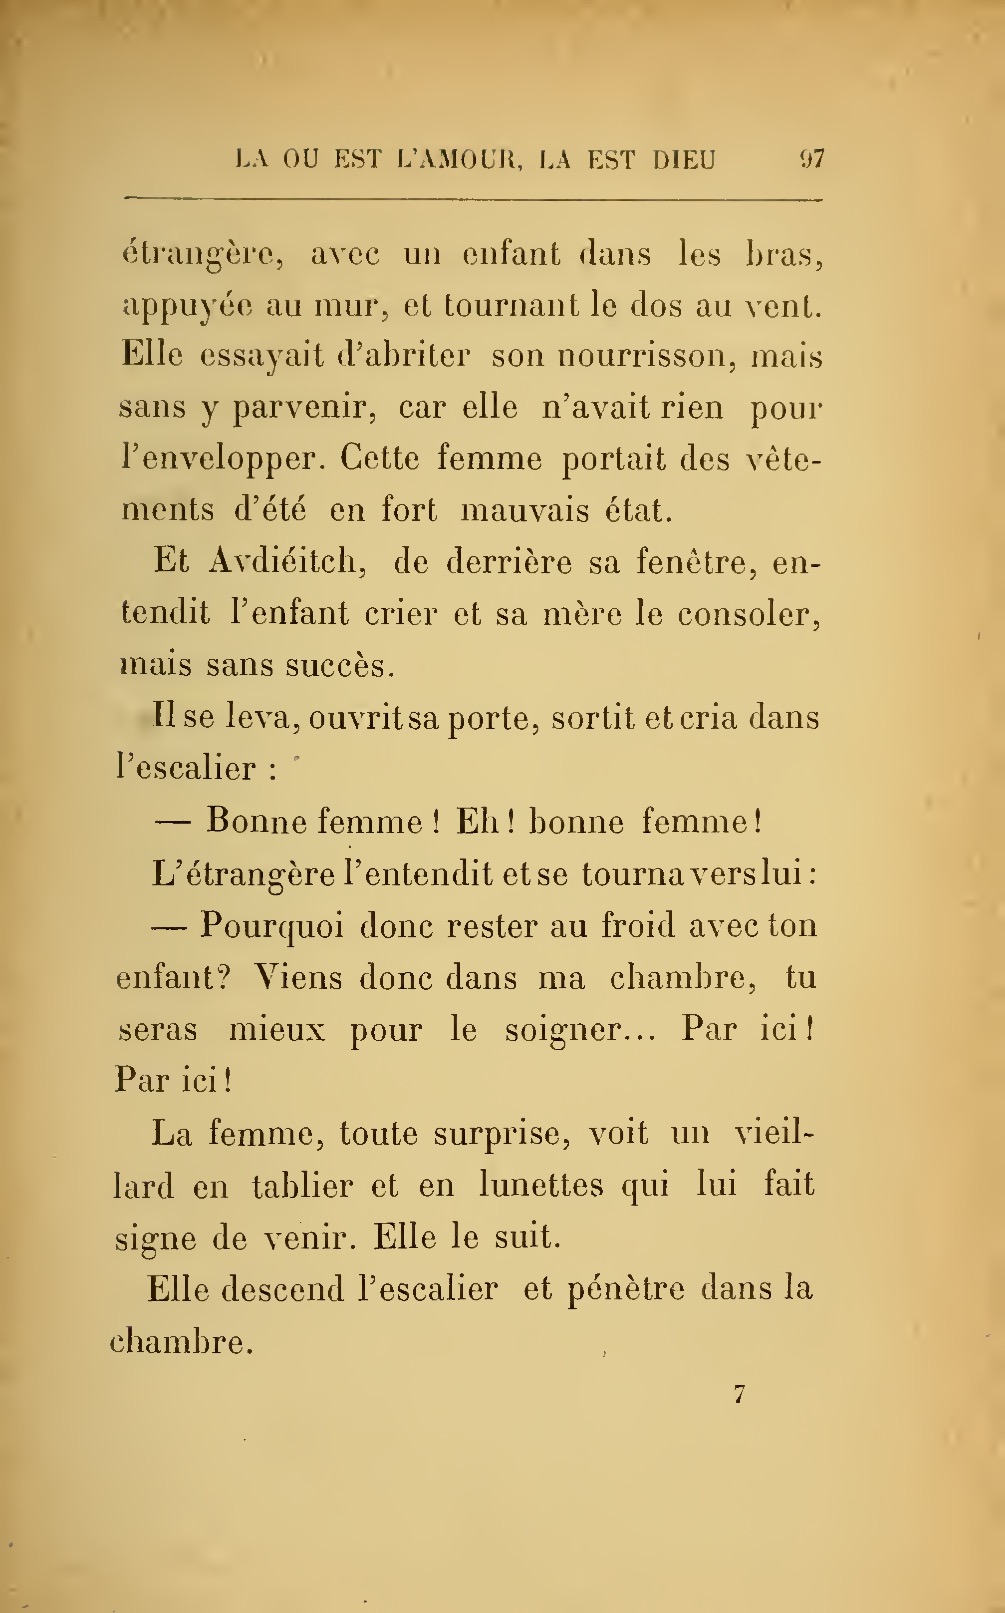 LA OU EST L'AMOUR, LA EST DIEU 97
étrangère, avec un enfant dans les bras,
appuyée au mur, et tournant le dos au vent.
Elle essayait d'abriter son nourrisson, mais
sans y parvenir, car elle n'avait rien pour
l'envelopper. Cette femme portait des vête-
ments d'été en fort mauvais état.
Et Avdiéitch, de derrière sa fenêtre, en-
tendit l'enfant crier et sa mère le consoler,
mais sans succès.
Il se leva, ouvrit sa porte, sortit et cria dans
l'escalier :
— Bonne femme ! Eh ! bonne femme !
L'étrangère l'entendit et se tourna vers lui :
— Pourquoi donc rester au froid avec ton
enfant? Viens donc dans ma chambre, tu
seras mieux pour le soigner... Par ici !
Par ici !
La femme, toute surprise, voit un vieil-
lard en tablier et en lunettes qui lui fait
signe de venir. Elle le suit.
Elle descend l'escalier et pénètre dans la
chambre.
7